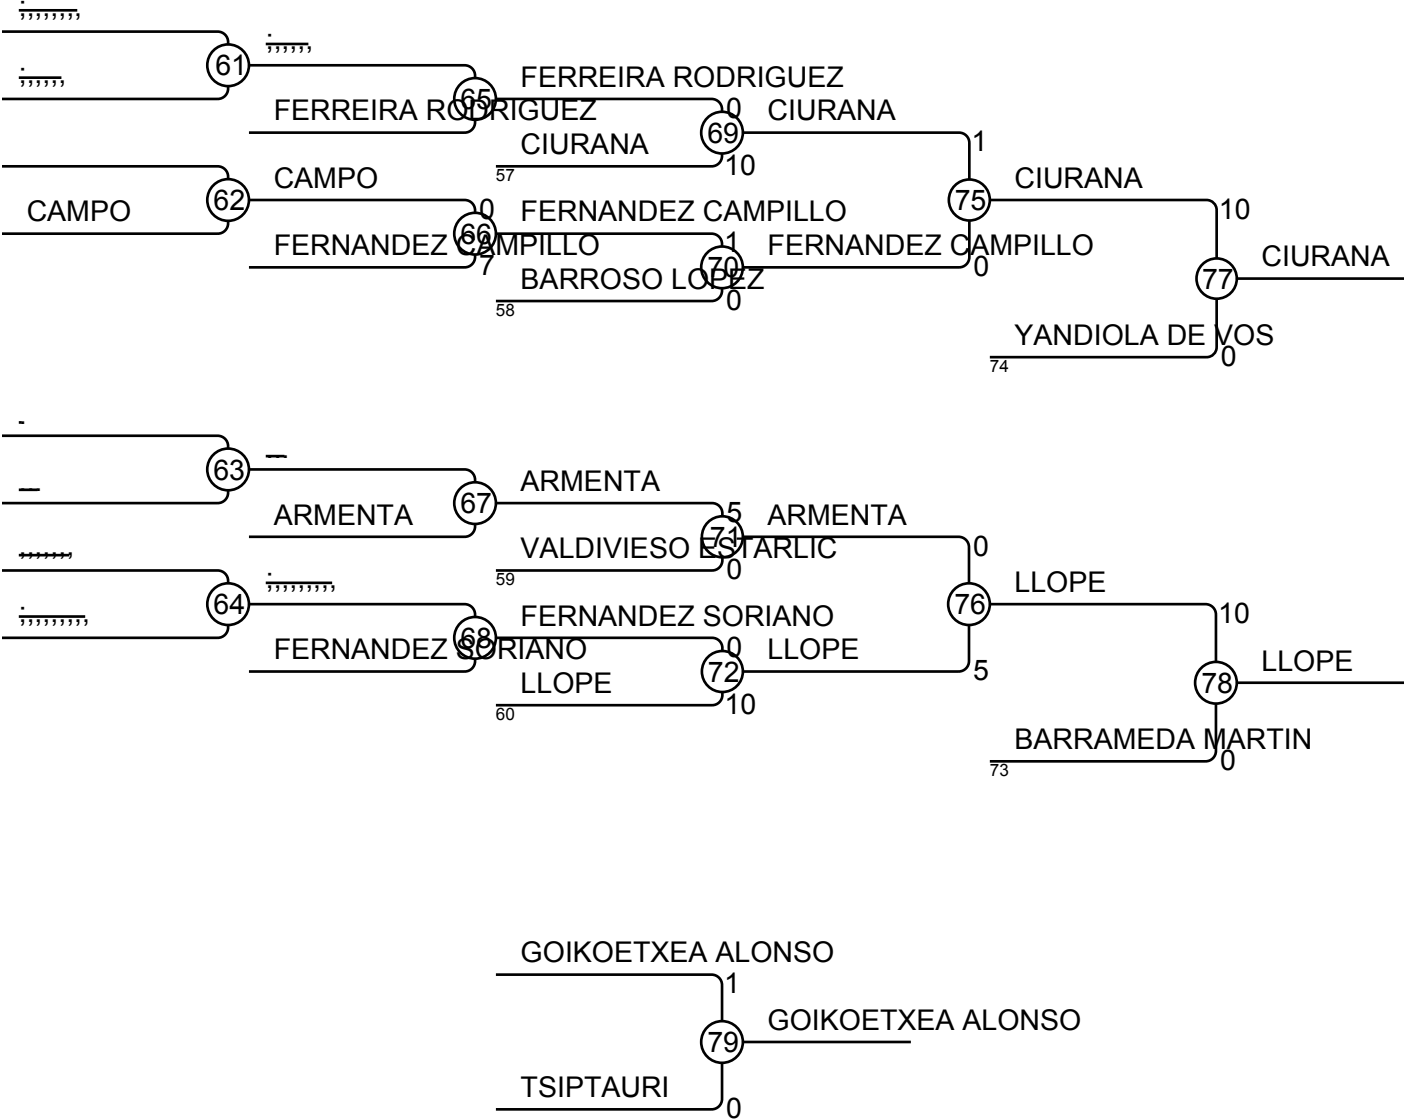 61
FERREIRA RODRIGUEZ
65
FERREIRA RODRIGUEZ
0
CIURANA
69
CIURANA
57
10
1
CAMPO
62
CAMPO
0
FERNANDEZ CAMPILLO
66
7
FERNANDEZ CAMPILLO
1
BARROSO LOPEZ
70
58
0
FERNANDEZ CAMPILLO
0
75
CIURANA
10
77
CIURANA
YANDIOLA DE VOS
74
0
63
ARMENTA
67
ARMENTA
5
VALDIVIESO ESTARLIC
71
59
0
ARMENTA
0
64
FERNANDEZ SORIANO
68
FERNANDEZ SORIANO
0
LLOPE
72
60
10
LLOPE
5
76
LLOPE
10
78
LLOPE
BARRAMEDA MARTIN
73
0
GOIKOETXEA ALONSO
1
79
GOIKOETXEA ALONSO
TSIPTAURI
0